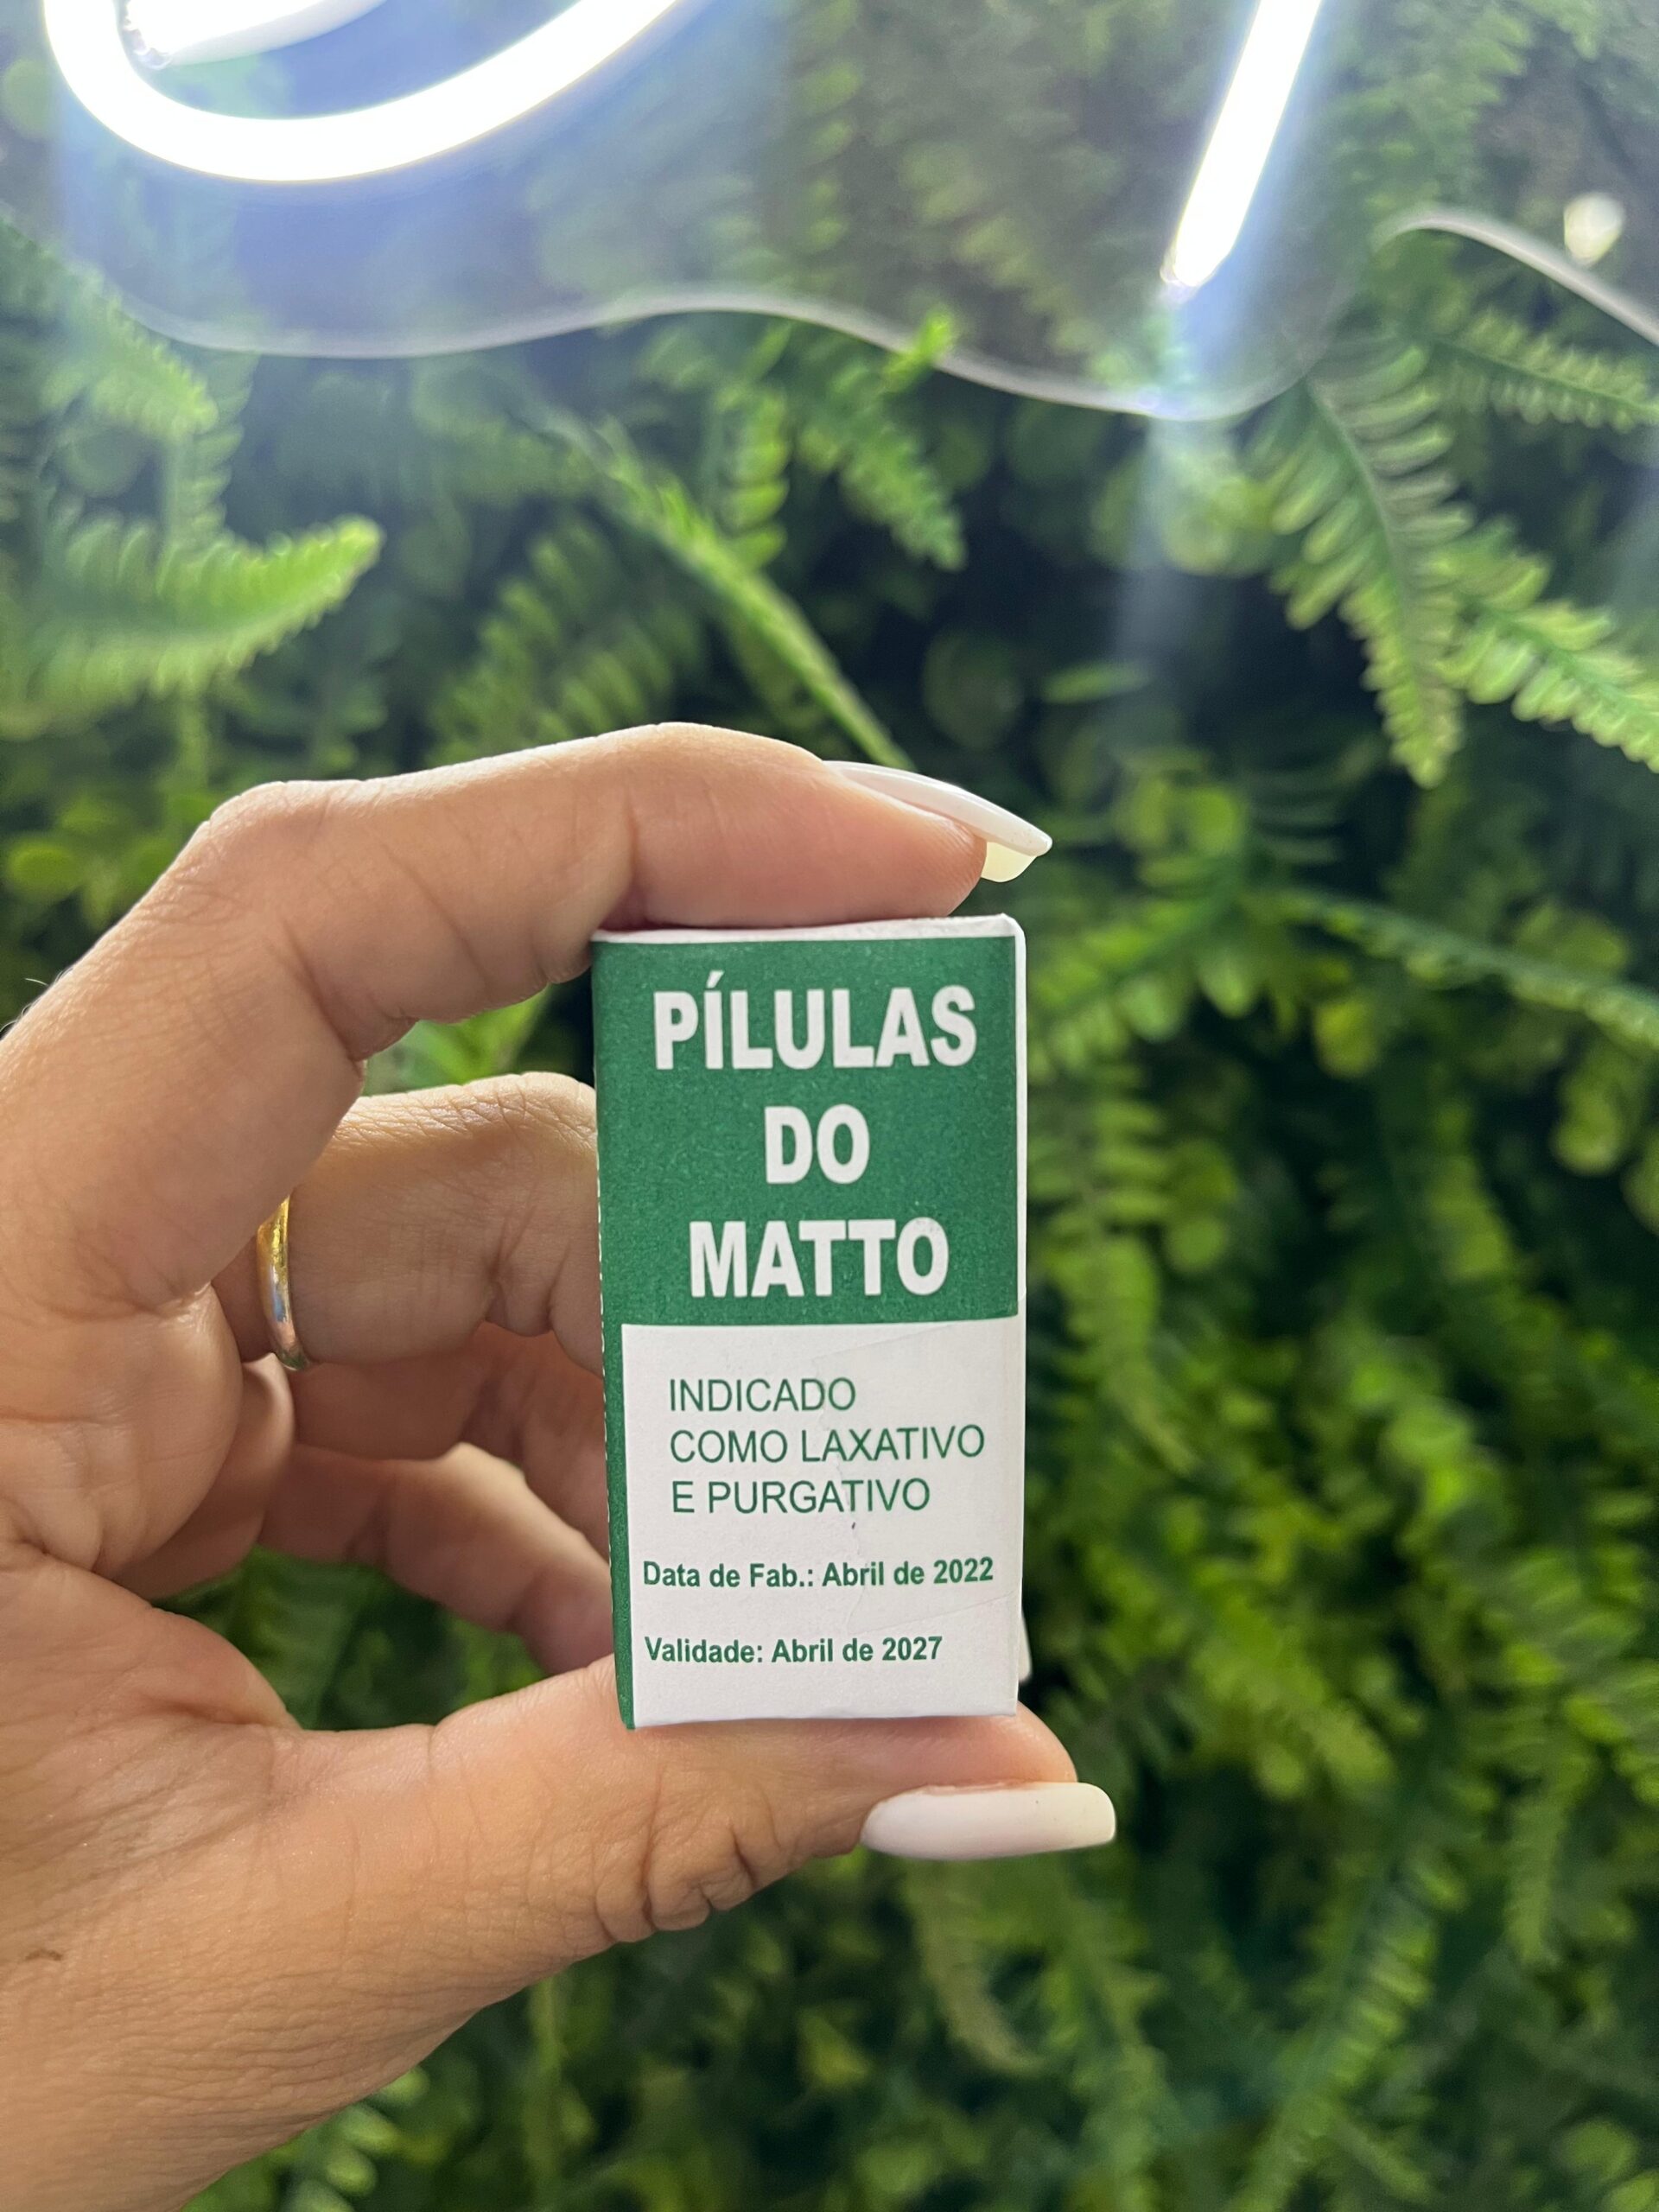 PÍLULAS
DO
MATTO
INDICADO
COMO LAXATIVO
E PURGATIVO
Data de Fab.: Abril de 2022
Validade: Abril de 2027